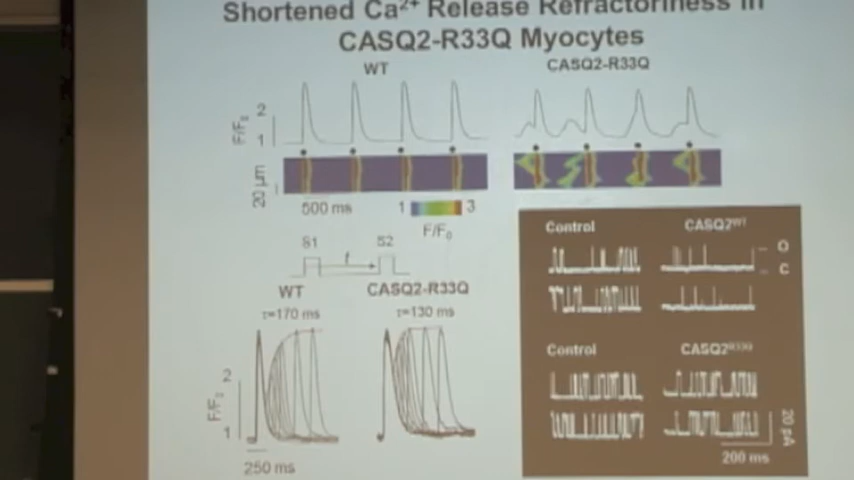 Shortened Ca²⁺ Release Refractoriness in
CASQ2-R33Q Myocytes
WT
CASQ2-R33Q
F/F₀
2
1
20 µm
500 ms
1
3
F/F₀
S1
t
S2
WT
CASQ2-R33Q
τ=170 ms
τ=130 ms
F/F₀
2
1
250 ms
Control
CASQ2ᵂᵀ
O
C
Control
CASQ2ᴿ³³Q
20 pA
200 ms